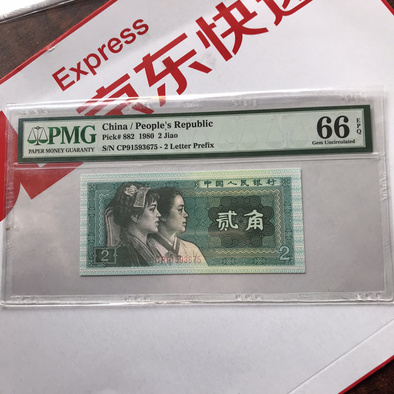 Express
京东快递
PMG
PAPER MONEY GUARANTY
China / People's Republic
Pick# 882 1980 2 Jiao
S/N CP91593675 - 2 Letter Prefix
66 EPQ
Gem Uncirculated
中国人民银行
贰角
CP91593675
2
2